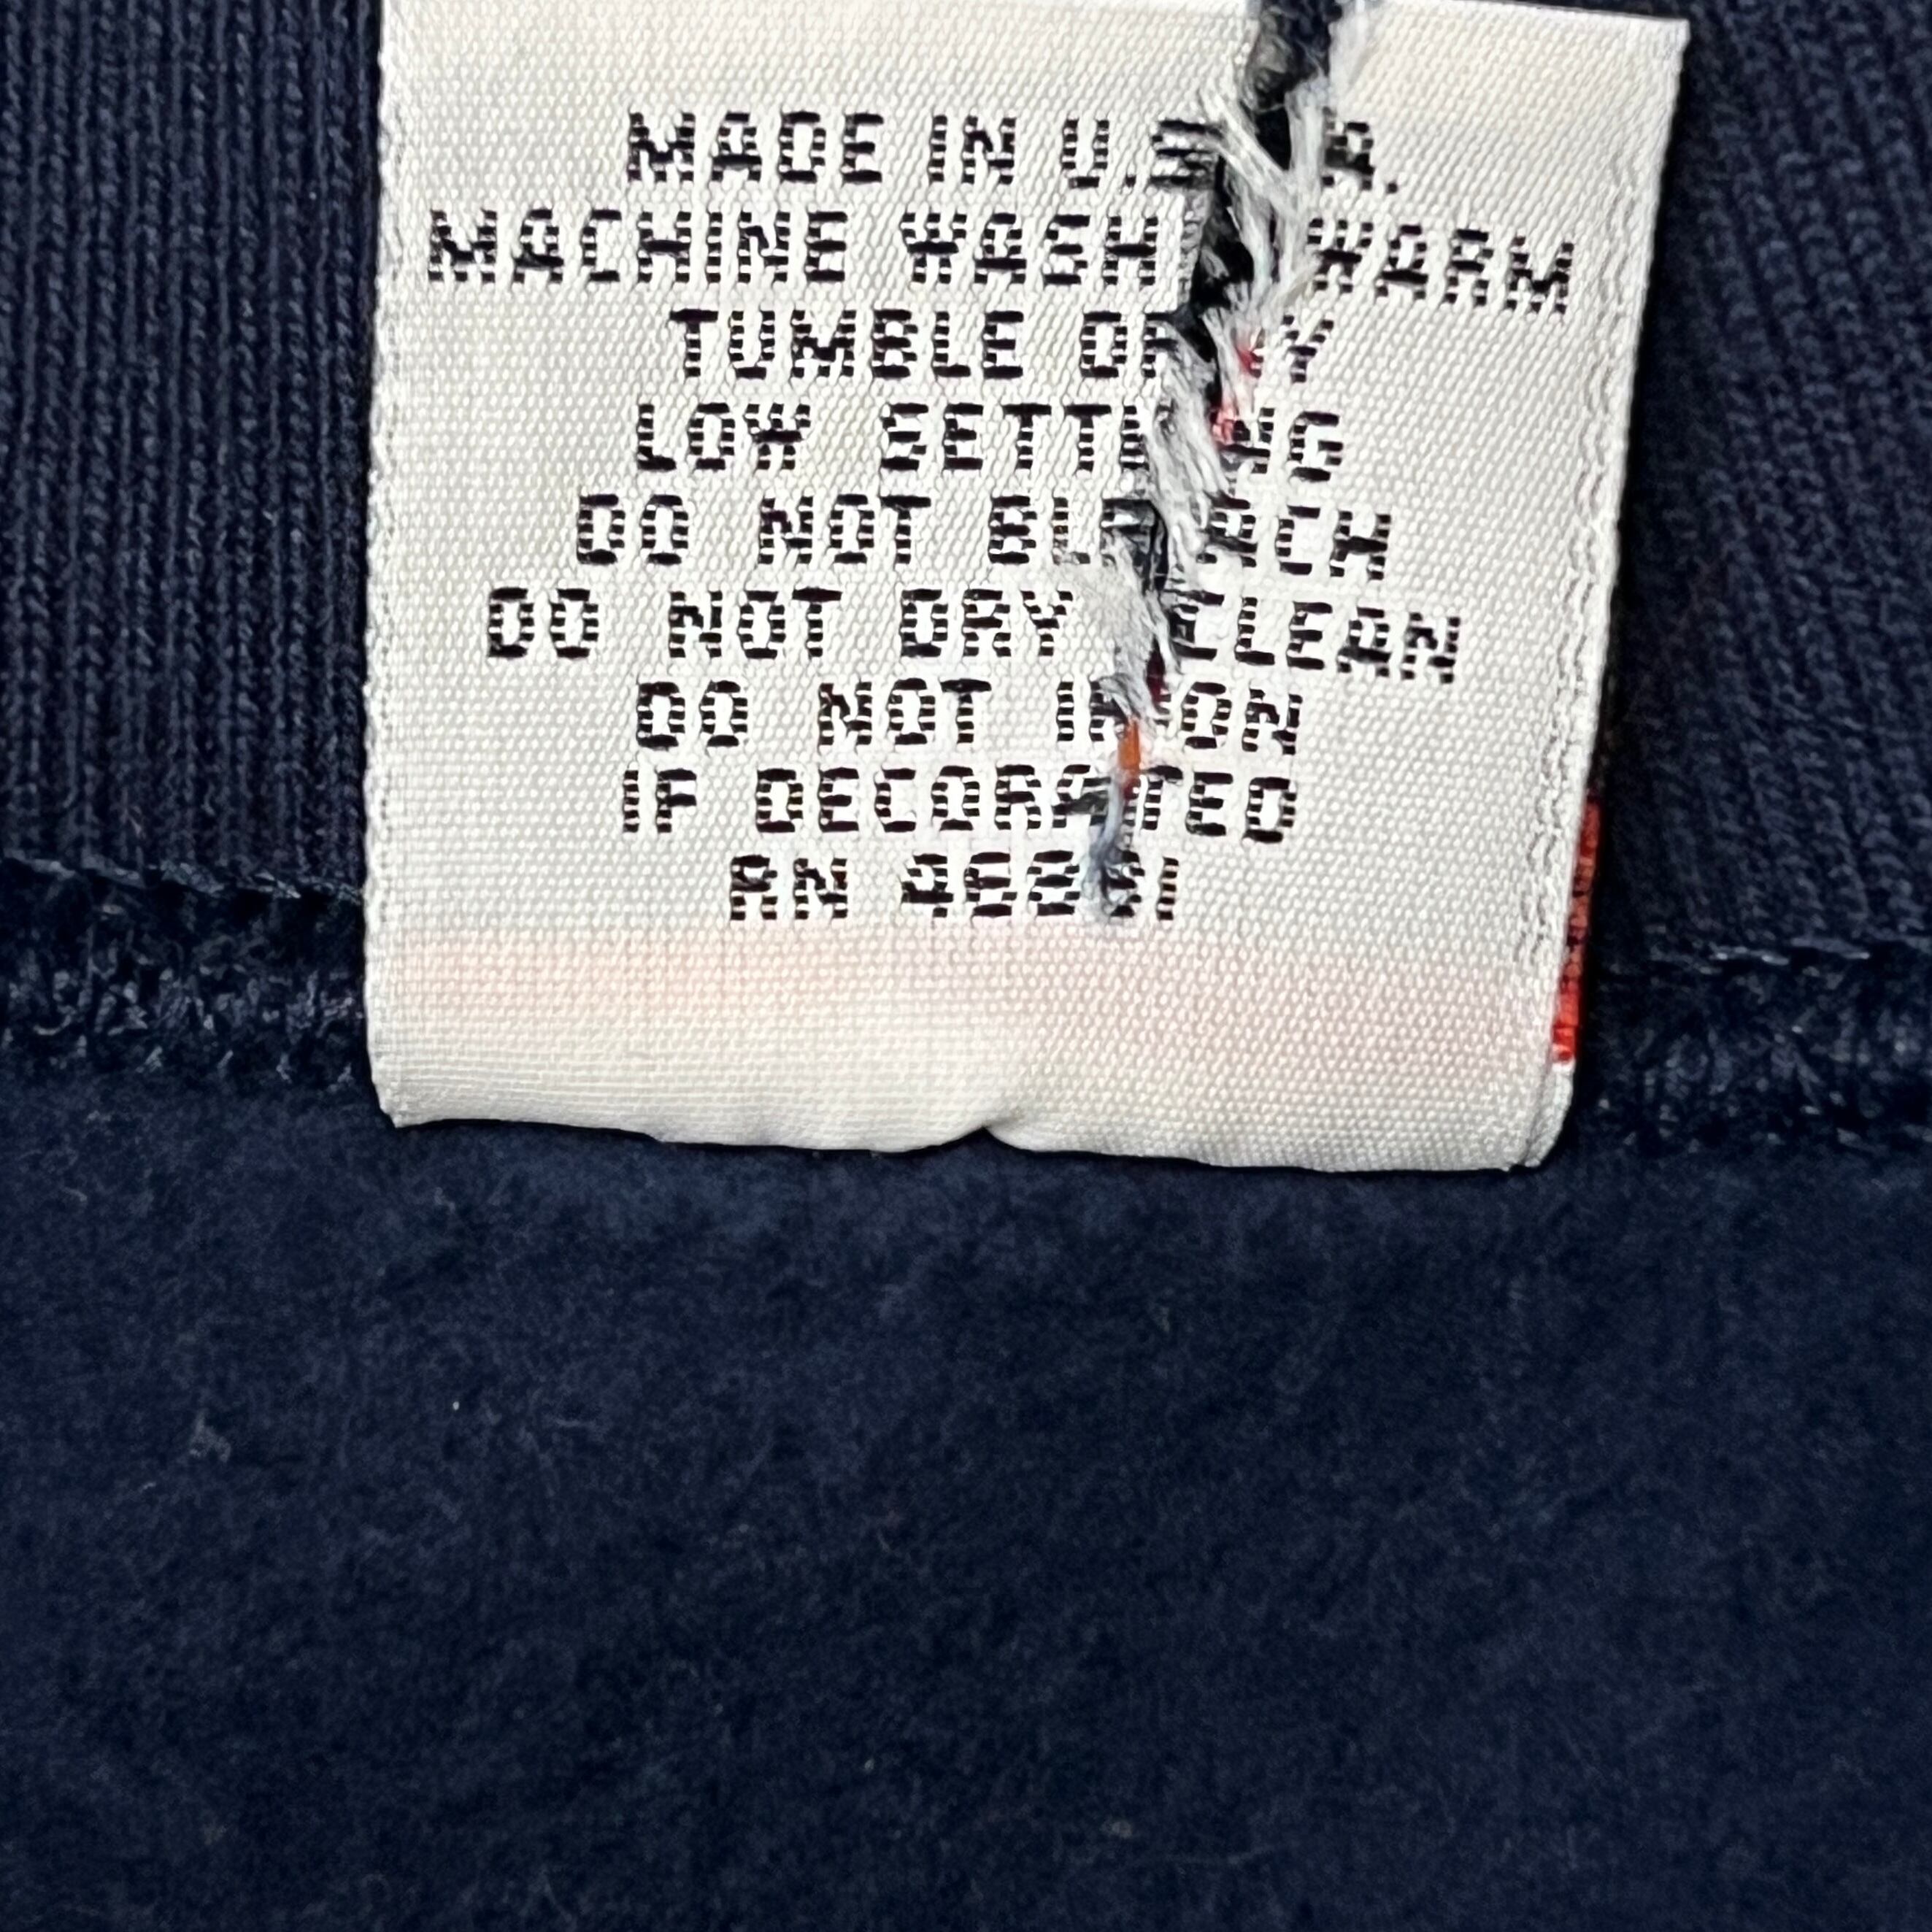 MADE IN U.S.A.
MACHINE WASH WARM
TUMBLE DRY
LOW SETTING
DO NOT BLEACH
DO NOT DRY CLEAN
DO NOT IRON
IF DECORATED
RN